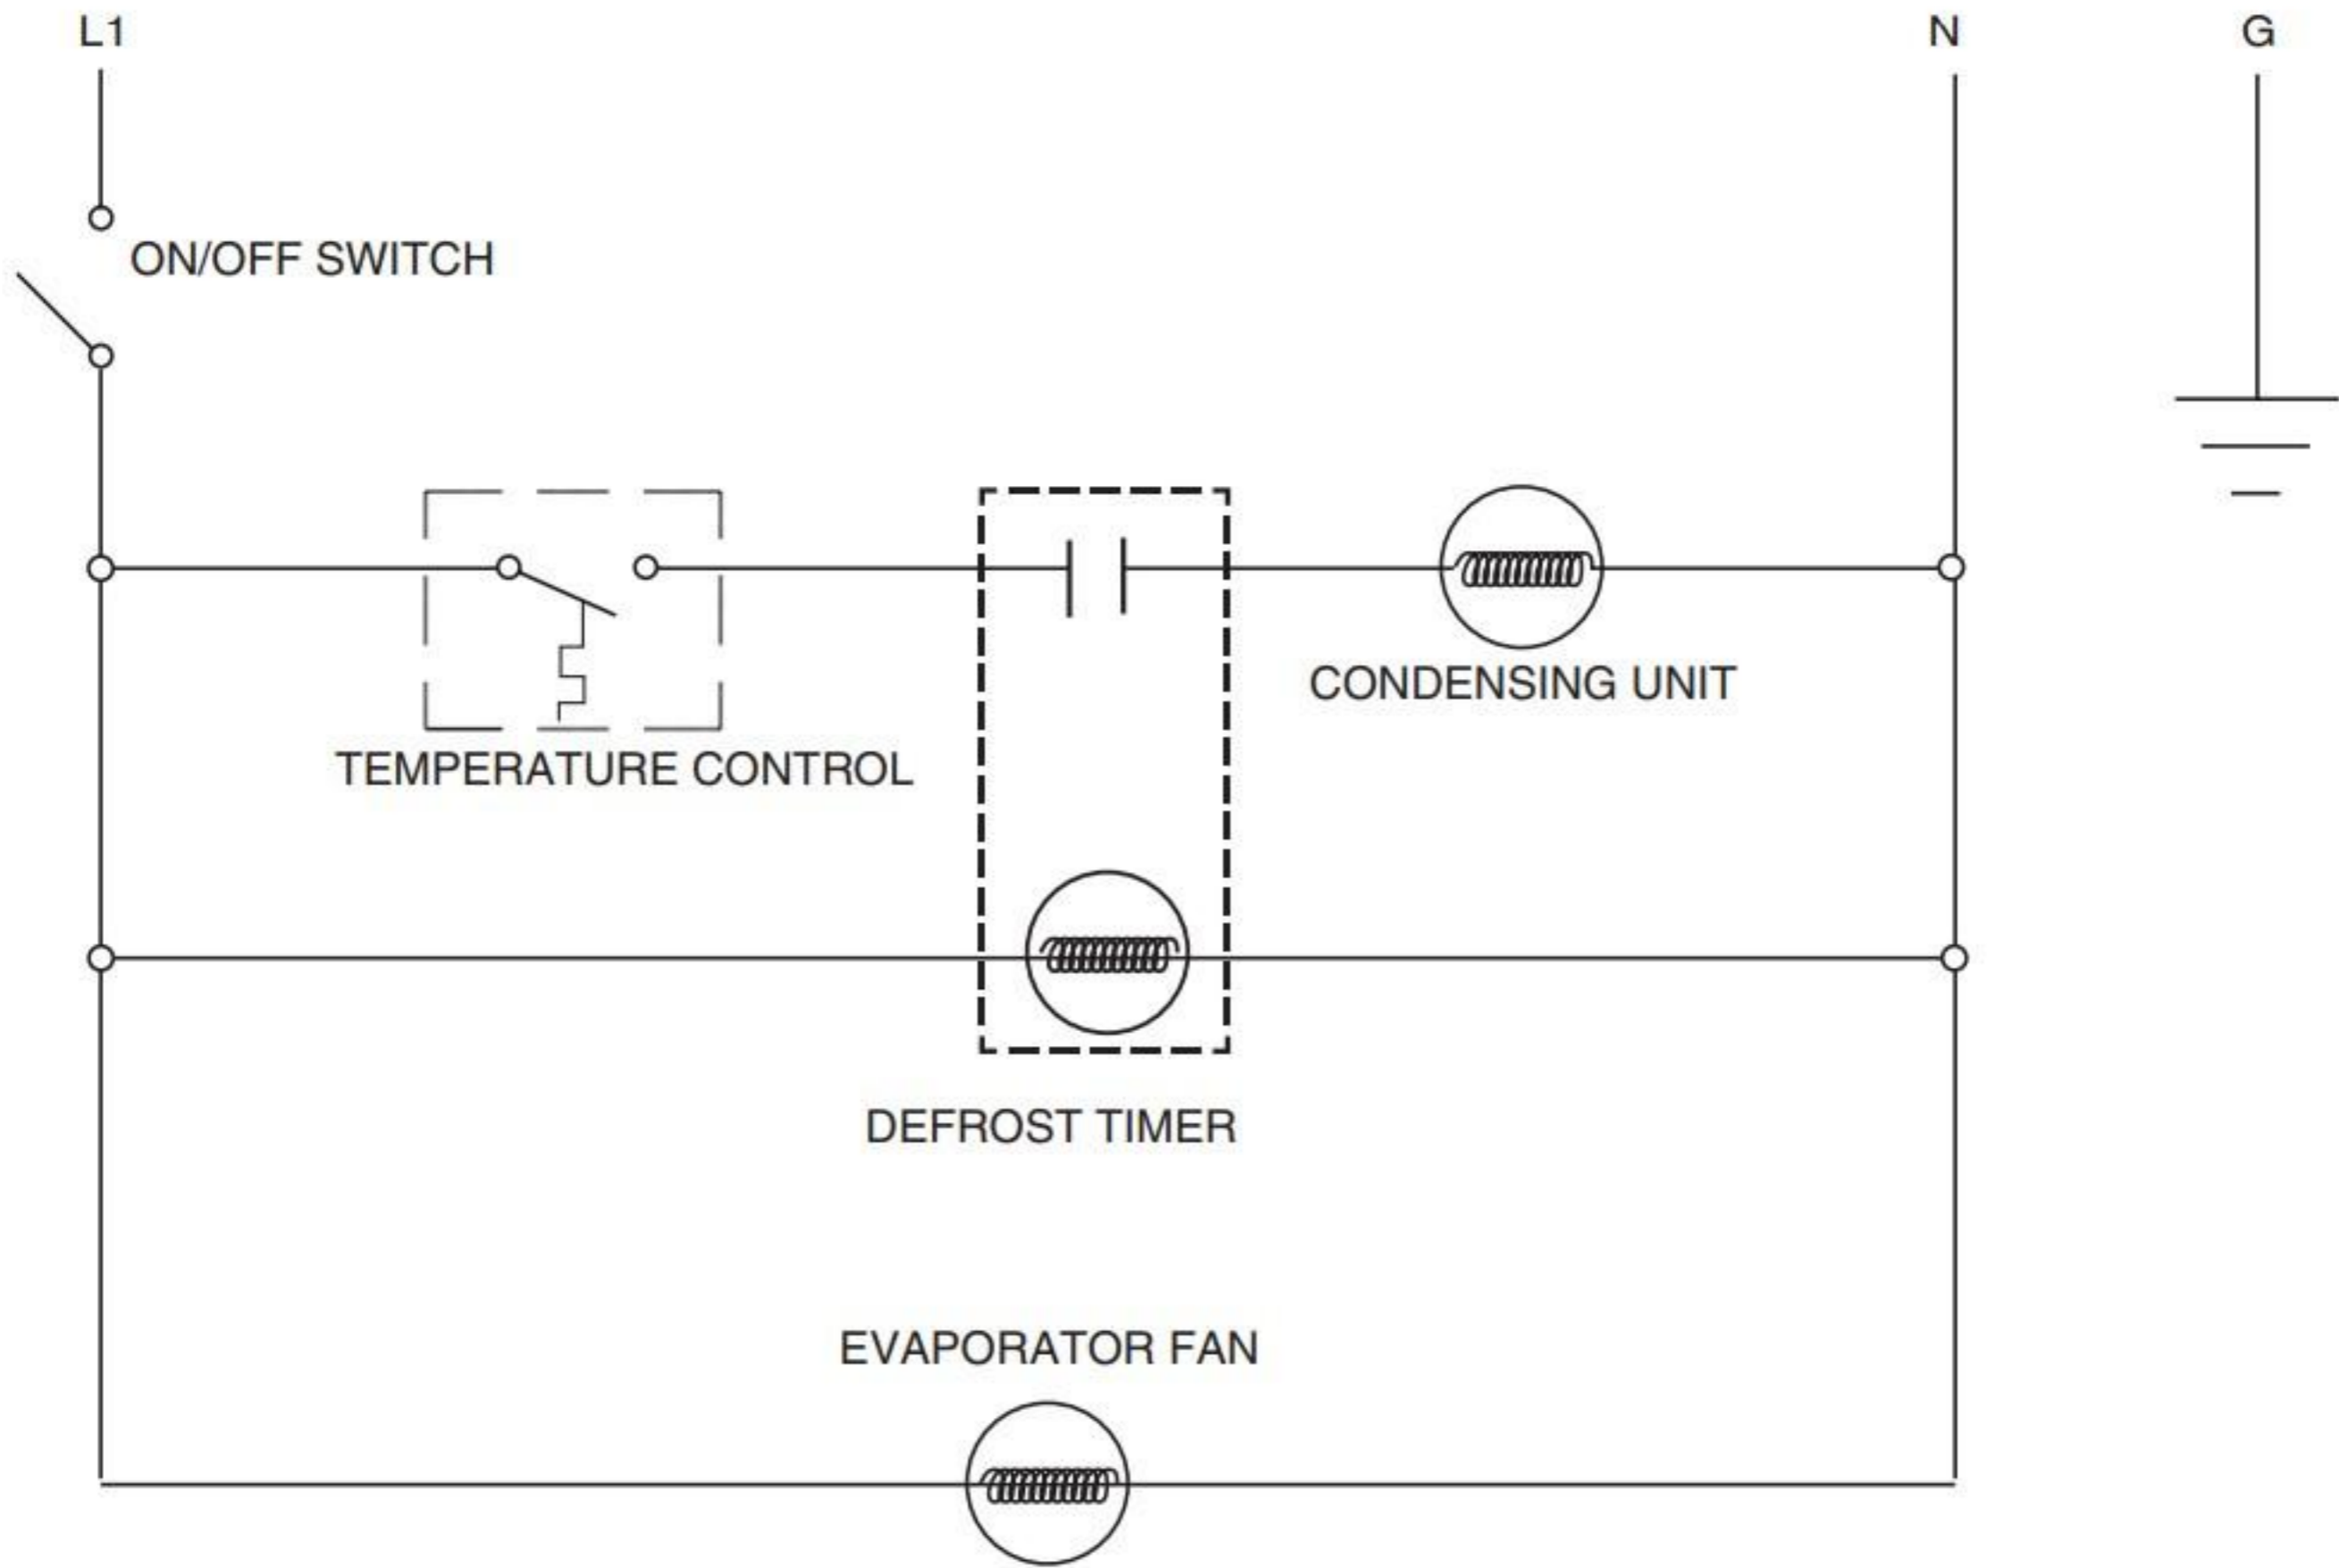 L1
N
G
ON/OFF SWITCH
CONDENSING UNIT
TEMPERATURE CONTROL
DEFROST TIMER
EVAPORATOR FAN